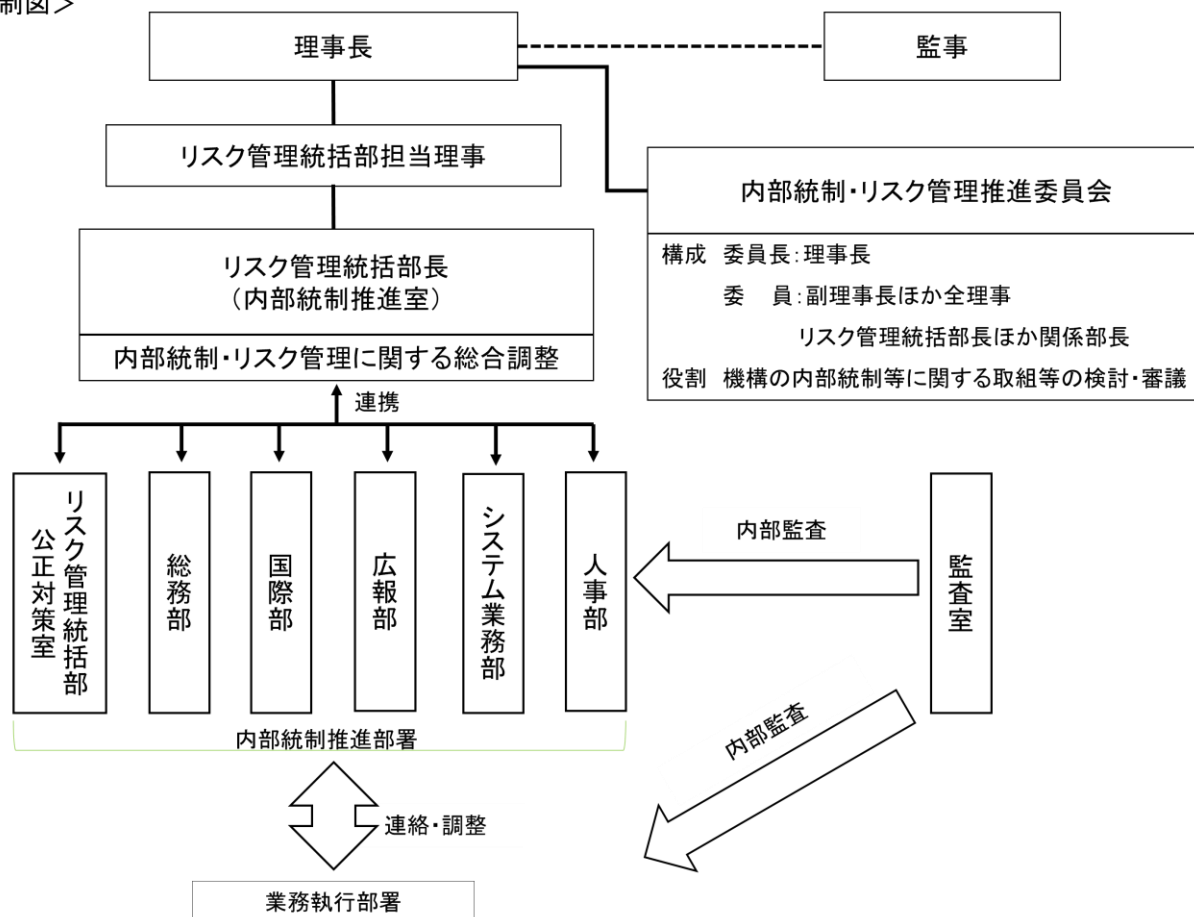 制図＞
理事長
監事
リスク管理統括部担当理事
内部統制・リスク管理推進委員会
構成 委員長：理事長
委　員：副理事長ほか全理事
リスク管理統括部長ほか関係部長
役割 機構の内部統制等に関する取組等の検討・審議
リスク管理統括部長
（内部統制推進室）
内部統制・リスク管理に関する総合調整
連携
リスク管理統括部
公正対策室
総務部
国際部
広報部
システム業務部
人事部
内部監査
監査室
内部統制推進部署
内部監査
連絡・調整
業務執行部署